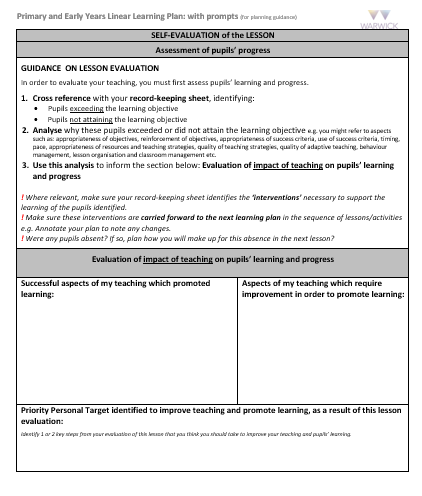 Primary and Early Years Linear Learning Plan: with prompts (for planning guidance)
WARWICK
SELF-EVALUATION of the LESSON
Assessment of pupils' progress
GUIDANCE ON LESSON EVALUATION
In order to evaluate your teaching, you must first assess pupils' learning and progress.
1. Cross reference with your record-keeping sheet, identifying:
• Pupils exceeding the learning objective
• Pupils not attaining the learning objective
2. Analyse why these pupils exceeded or did not attain the learning objective e.g. you might refer to aspects
such as: appropriateness of objectives, reinforcement of objectives, appropriateness of success criteria, use of success criteria, timing,
pace, appropriateness of resources and teaching strategies, quality of teaching strategies, quality of adaptive teaching, behaviour
management, lesson organisation and classroom management etc.
3. Use this analysis to inform the section below: Evaluation of impact of teaching on pupils' learning
and progress
! Where relevant, make sure your record-keeping sheet identifies the 'interventions' necessary to support the
learning of the pupils identified.
! Make sure these interventions are carried forward to the next learning plan in the sequence of lessons/activities
e.g. Annotate your plan to note any changes.
! Were any pupils absent? If so, plan how you will make up for this absence in the next lesson?
Evaluation of impact of teaching on pupils' learning and progress
Successful aspects of my teaching which promoted
learning:
Aspects of my teaching which require
improvement in order to promote learning:
Priority Personal Target identified to improve teaching and promote learning, as a result of this lesson
evaluation:
Identify 1 or 2 key steps from your evaluation of this lesson that you think you should take to improve your teaching and pupils' learning.